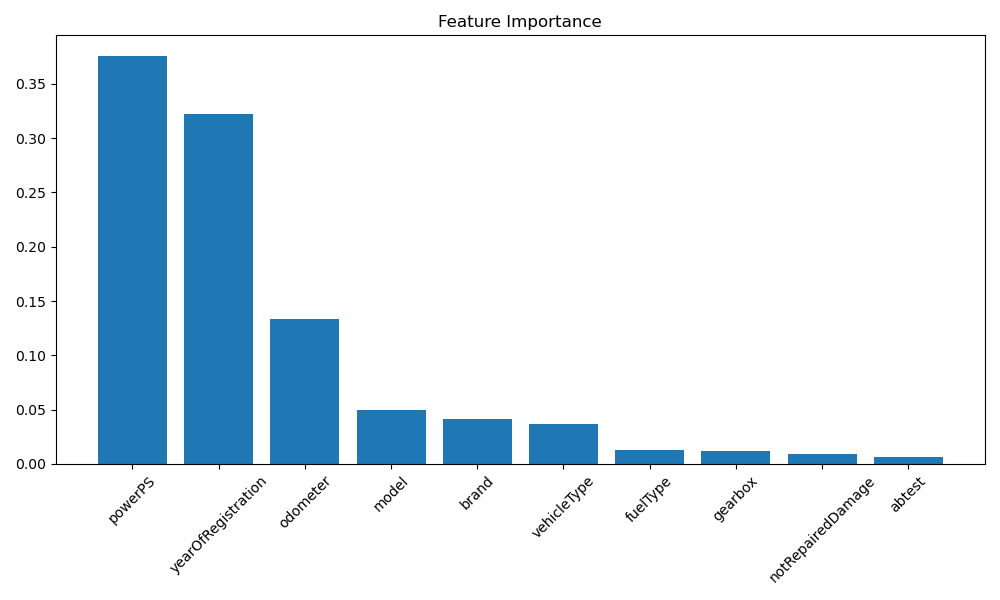 Feature Importance
0.35
0.30
0.25
0.20
0.15
0.10
0.05
0.00
powerPS
yearOfRegistration
odometer
model
brand
vehicleType
fuelType
gearbox
notRepairedDamage
abtest